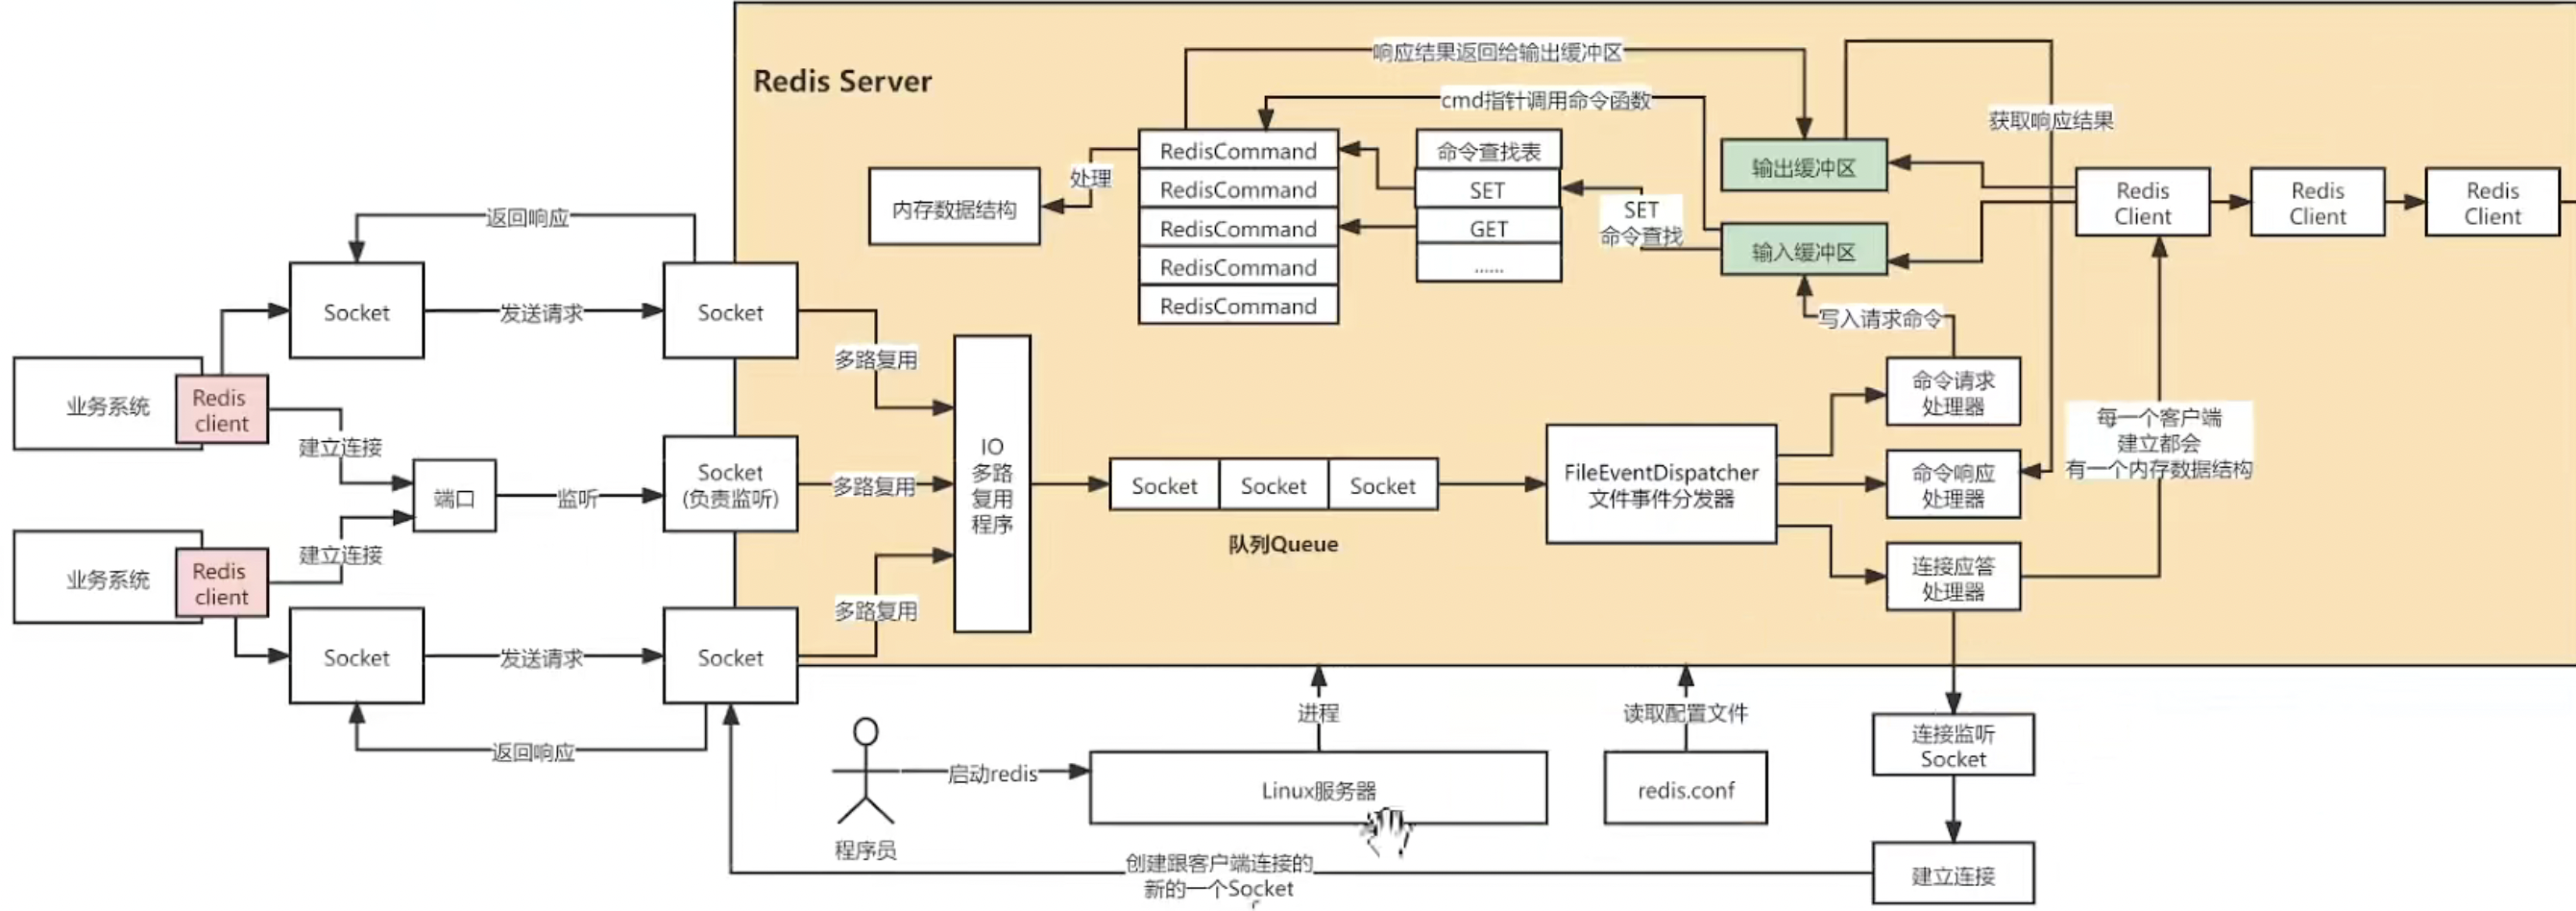 Redis Server
响应结果返回给输出缓冲区
cmd指针调用命令函数
获取响应结果
RedisCommand
RedisCommand
RedisCommand
RedisCommand
RedisCommand
命令查找表
SET
GET
......
处理
内存数据结构
SET
命令查找
输出缓冲区
输入缓冲区
Redis
Client
Redis
Client
Redis
Client
写入请求命令
返回响应
Socket
发送请求
Socket
多路复用
业务系统
Redis
client
建立连接
端口
监听
Socket
(负责监听)
多路复用
IO
多路
复用
程序
Socket
Socket
Socket
队列Queue
FileEventDispatcher
文件事件分发器
命令请求
处理器
命令响应
处理器
连接应答
处理器
每一个客户端
建立都会
有一个内存数据结构
业务系统
Redis
client
建立连接
Socket
发送请求
Socket
多路复用
返回响应
程序员
启动redis
进程
Linux服务器
读取配置文件
redis.conf
连接监听
Socket
建立连接
创建跟客户端连接的
新的一个Socket